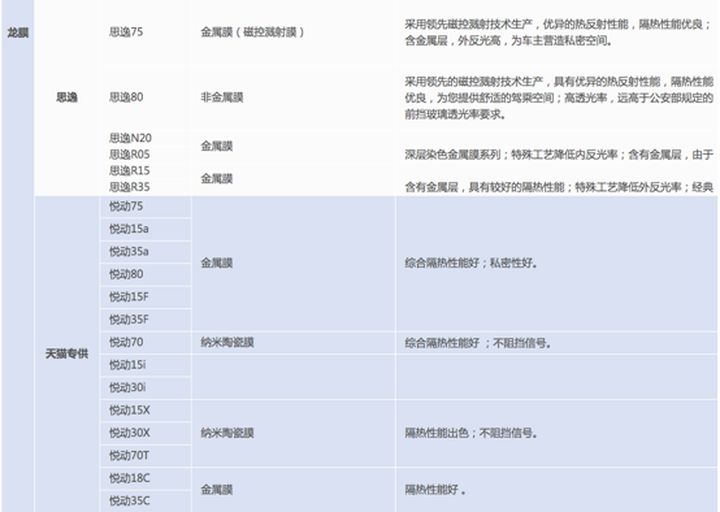 龙膜
思逸
思逸75
金属膜（磁控溅射膜）
采用领先磁控溅射技术生产，优异的热反射性能，隔热性能优良；
含金属层，外反光高，为车主营造私密空间。
思逸80
非金属膜
采用领先的磁控溅射技术生产，具有优异的热反射性能，隔热性能
优良，为您提供舒适的驾乘空间；高透光率，远高于公安部规定的
前挡玻璃透光率要求。
思逸N20
思逸R05
金属膜
深层染色金属膜系列；特殊工艺降低内反光率；含有金属层，由于
思逸R15
思逸R35
金属膜
含有金属层，具有较好的隔热性能；特殊工艺降低外反光率；经典
天猫专供
悦动75
悦动15a
悦动35a
悦动80
悦动15F
悦动35F
金属膜
综合隔热性能好；私密性好。
悦动70
纳米陶瓷膜
综合隔热性能好 ；不阻挡信号。
悦动15i
悦动30i
悦动15X
悦动30X
悦动70T
纳米陶瓷膜
隔热性能出色；不阻挡信号。
悦动18C
悦动35C
金属膜
隔热性能好 。